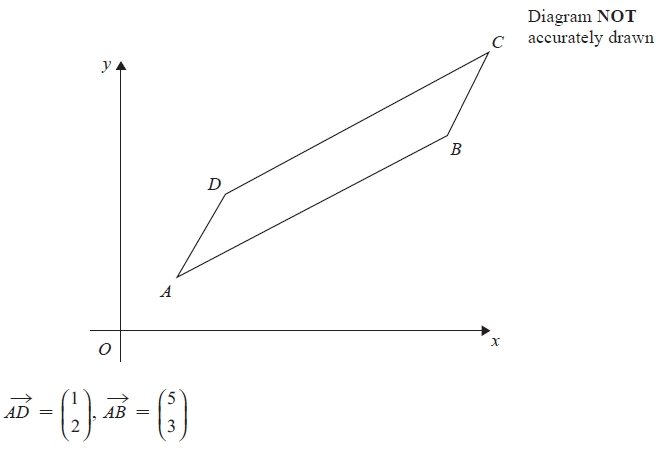 Diagram NOT
accurately drawn
y
C
B
D
A
O
x
AD = (1 2), AB = (5 3)